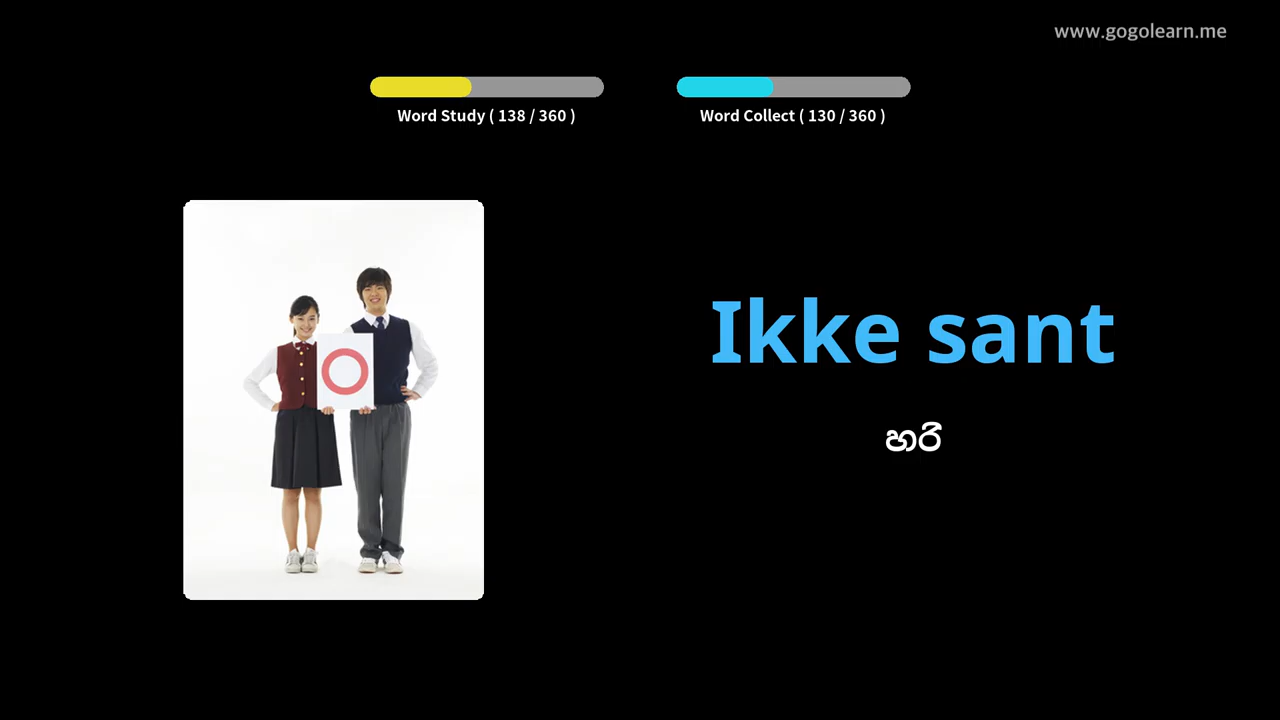 www.gogolearn.me
Word Study ( 138 / 360 )
Word Collect ( 130 / 360 )
Ikke sant
හරි